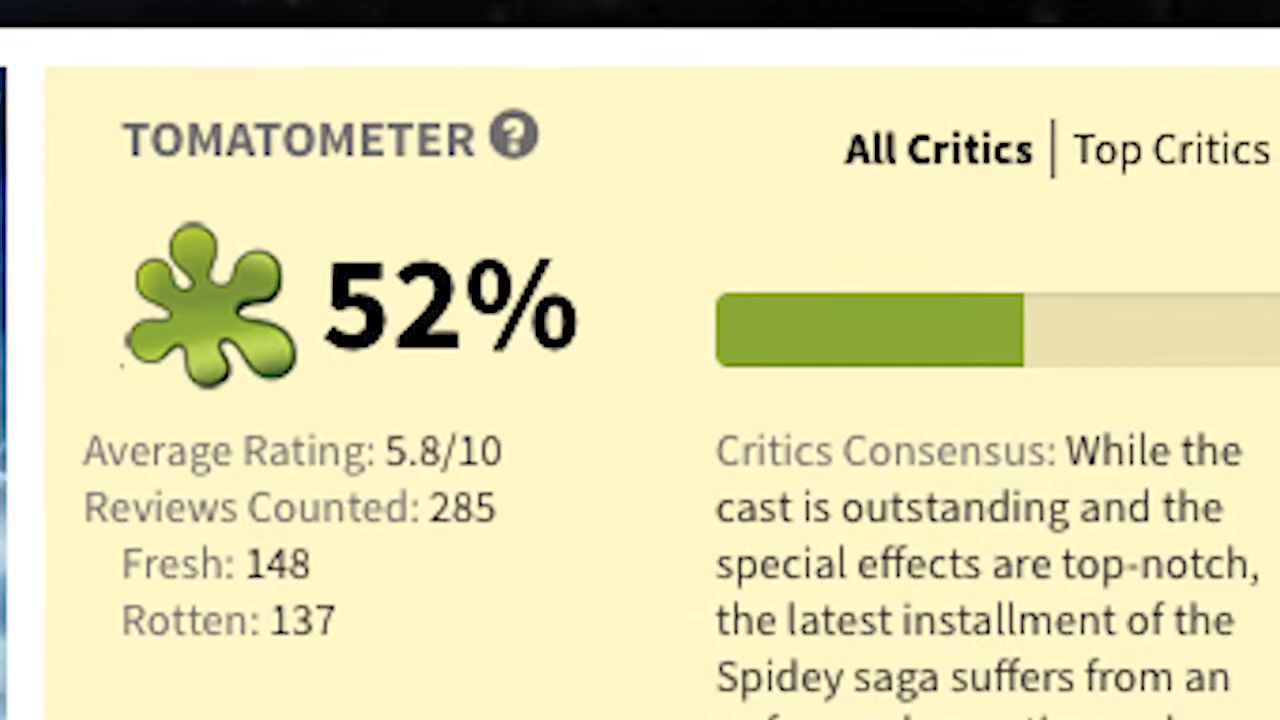 TOMATOMETER ?
All Critics | Top Critics
52%
Average Rating: 5.8/10
Reviews Counted: 285
Fresh: 148
Rotten: 137
Critics Consensus: While the
cast is outstanding and the
special effects are top-notch,
the latest installment of the
Spidey saga suffers from an